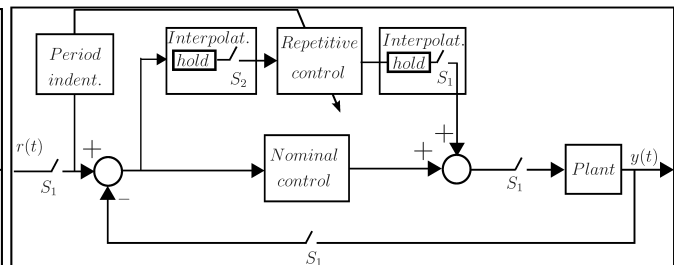 Interpolat.
hold
S2
Repetitive
control
Interpolat.
hold
S1
Period
indent.
r(t)
S1
+
−
Nominal
control
+
+
S1
Plant
y(t)
S1